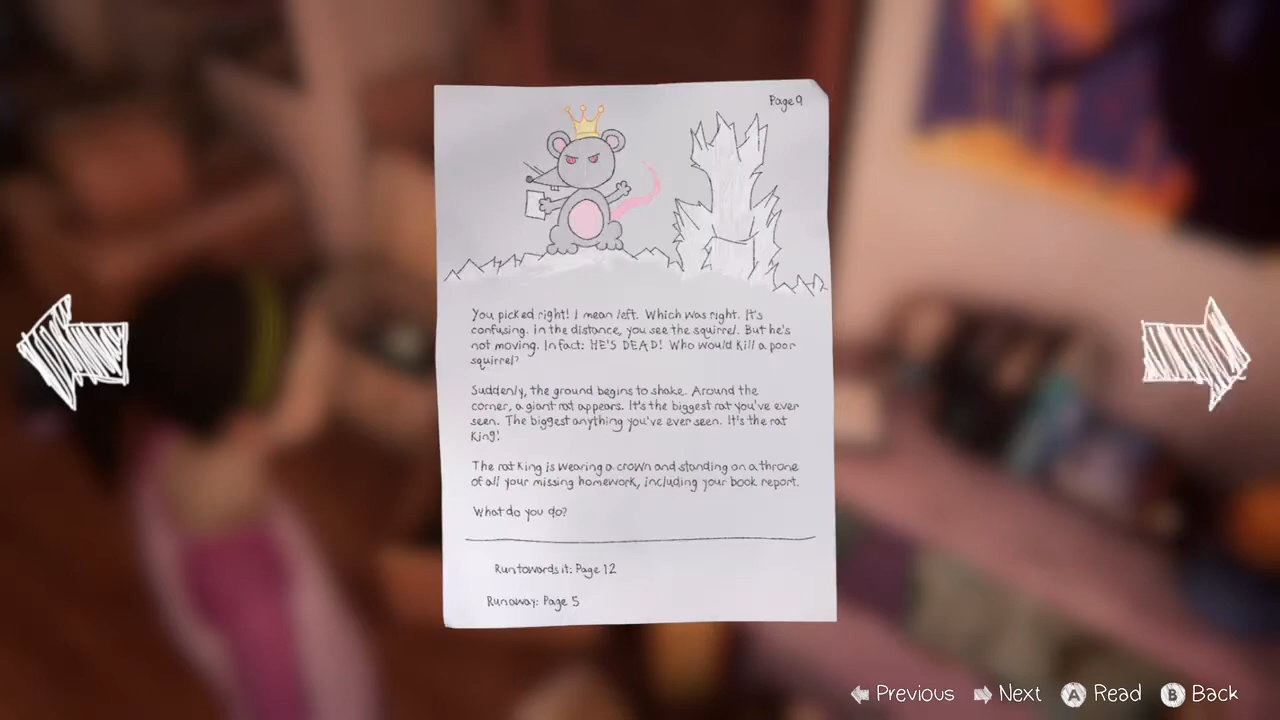 Page 9
You picked right! I mean left. Which was right. It's
confusing. In the distance, you see the squirrel. But he's
not moving. In fact: HE'S DEAD! Who would kill a poor
squirrel?
Suddenly, the ground begins to shake. Around the
corner, a giant rat appears. It's the biggest rat you've ever
seen. The biggest anything you've ever seen. It's the rat
king!
The rat king is wearing a crown and standing on a throne
of all your missing homework, including your book report.
What do you do?
Run towards it: Page 12
Run away: Page 5
Previous Next A Read B Back